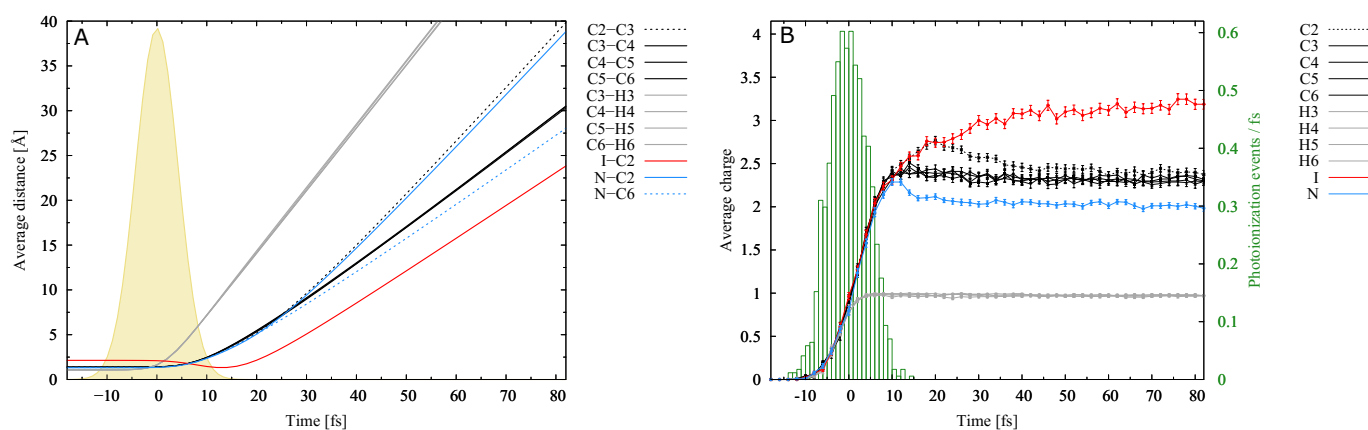 A
40
35
30
25
20
15
10
5
0
−10 0 10 20 30 40 50 60 70 80
Time [fs]
Average distance [Å]
C2−C3
C3−C4
C4−C5
C5−C6
C3−H3
C4−H4
C5−H5
C6−H6
I−C2
N−C2
N−C6
B
4
3.5
3
2.5
2
1.5
1
0.5
0
-10 0 10 20 30 40 50 60 70 80
Time [fs]
Average charge
0.6
0.5
0.4
0.3
0.2
0.1
0
Photoionization events / fs
C2
C3
C4
C5
C6
H3
H4
H5
H6
I
N